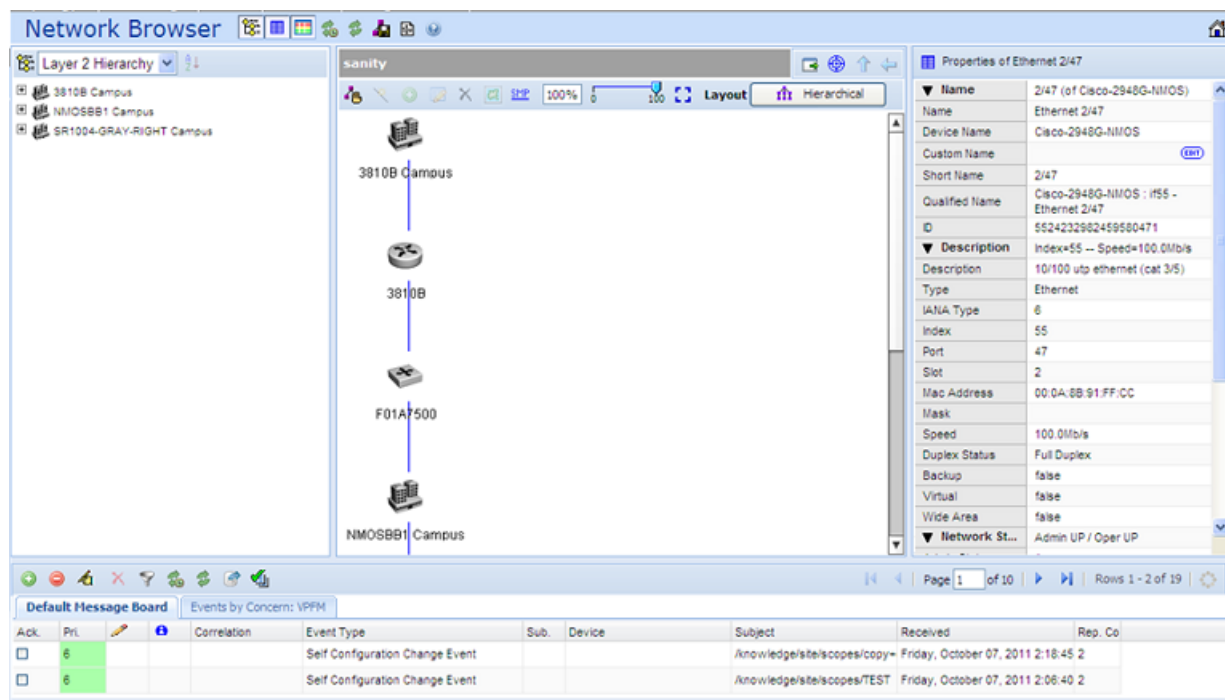 Network Browser
Layer 2 Hierarchy
3810B Campus
NMOSBB1 Campus
SR1004-GRAY-RIGHT Campus
sanity
SMP 100% 0 100 Layout Hierarchical
3810B Campus
3810B
F01A7500
NMOSBB1 Campus
Properties of Ethernet 2/47
Name 2/47 (of Cisco-2948G-NMOS)
Name Ethernet 2/47
Device Name Cisco-2948G-NMOS
Custom Name EDIT
Short Name 2/47
Qualified Name Cisco-2948G-NMOS : if55 -
Ethernet 2/47
ID 5524232982459580471
Description Index=55 -- Speed=100.0Mb/s
Description 10/100 utp ethernet (cat 3/5)
Type Ethernet
IANA Type 6
Index 55
Port 47
Slot 2
Mac Address 00:0A:8B:91:FF:CC
Mask
Speed 100.0Mb/s
Duplex Status Full Duplex
Backup false
Virtual false
Wide Area false
Network St... Admin UP / Oper UP
Page 1 of 10 Rows 1 - 2 of 19
Default Message Board Events by Concern: VPFM
Ack. Pri. Correlation Event Type Sub. Device Subject Received Rep. Co
6 Self Configuration Change Event /knowledge/site/scopes/copy- Friday, October 07, 2011 2:18:45 2
6 Self Configuration Change Event /knowledge/site/scopes/TEST Friday, October 07, 2011 2:06:40 2